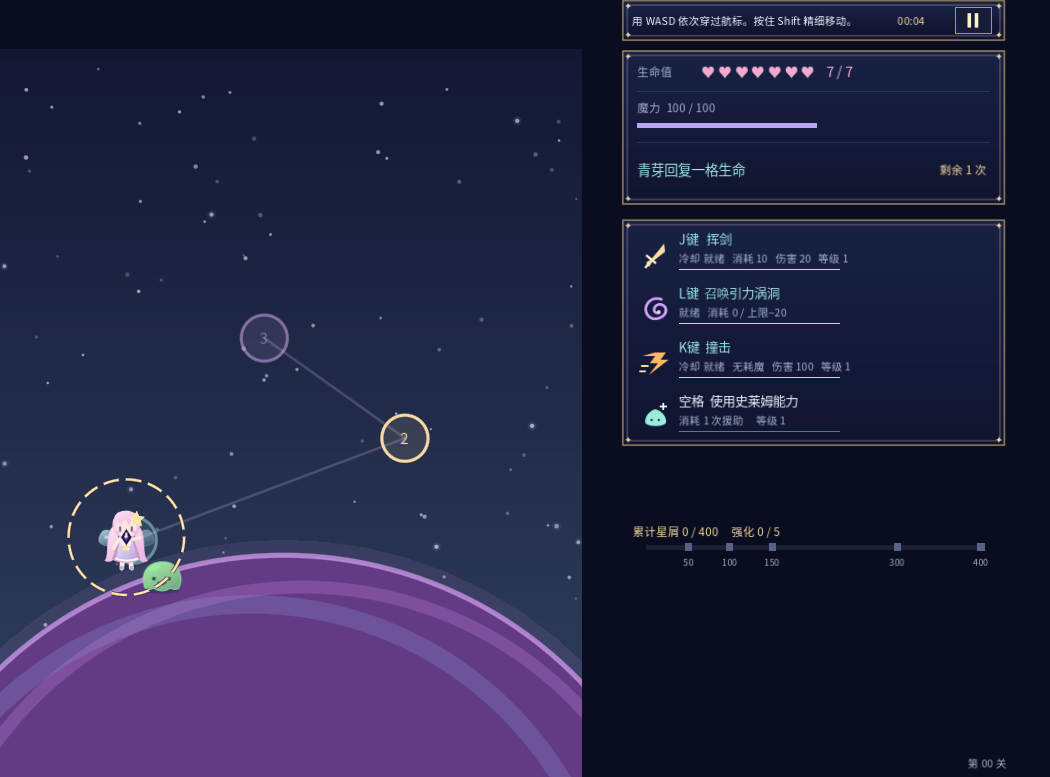 用 WASD 依次穿过航标。按住 Shift 精细移动。 00:04
生命值 ♥♥♥♥♥♥♥ 7 / 7
魔力 100 / 100
青芽回复一格生命 剩余 1 次
J键 挥剑
冷却 就绪 消耗 10 伤害 20 等级 1
L键 召唤引力涡洞
就绪 消耗 0 / 上限−20
K键 撞击
冷却 就绪 无耗魔 伤害 100 等级 1
空格 使用史莱姆能力
消耗 1 次援助 等级 1
3
2
累计星屑 0 / 400 强化 0 / 5
50 100 150 300 400
第 00 关